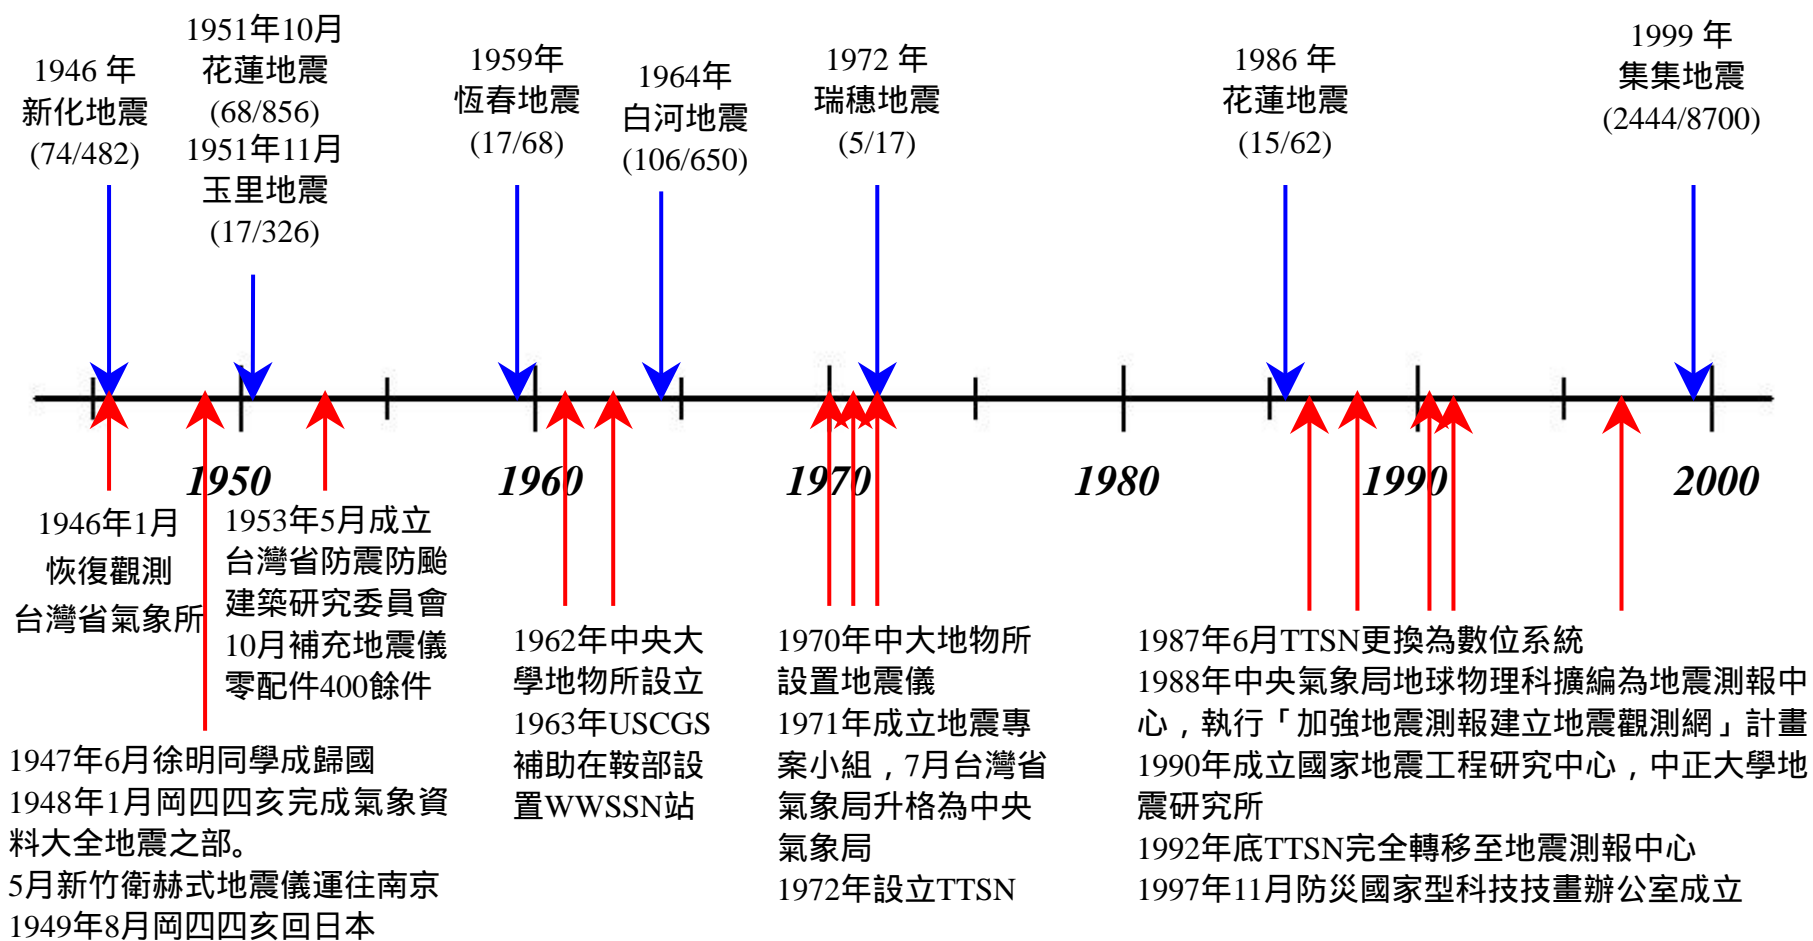 1946 年
新化地震
(74/482)
1951年10月
花蓮地震
(68/856)
1951年11月
玉里地震
(17/326)
1959年
恆春地震
(17/68)
1964年
白河地震
(106/650)
1972 年
瑞穗地震
(5/17)
1986 年
花蓮地震
(15/62)
1999 年
集集地震
(2444/8700)
1950
1960
1970
1980
1990
2000
1946年1月
恢復觀測
台灣省氣象所
1953年5月成立
台灣省防震防颱
建築研究委員會
10月補充地震儀
零配件400餘件
1947年6月徐明同學成歸國
1948年1月岡四四亥完成氣象資
料大全地震之部。
5月新竹衛赫式地震儀運往南京
1949年8月岡四四亥回日本
1962年中央大
學地物所設立
1963年USCGS
補助在鞍部設
置WWSSN站
1970年中大地物所
設置地震儀
1971年成立地震專
案小組，7月台灣省
氣象局升格為中央
氣象局
1972年設立TTSN
1987年6月TTSN更換為數位系統
1988年中央氣象局地球物理科擴編為地震測報中
心，執行「加強地震測報建立地震觀測網」計畫
1990年成立國家地震工程研究中心，中正大學地
震研究所
1992年底TTSN完全轉移至地震測報中心
1997年11月防災國家型科技技畫辦公室成立